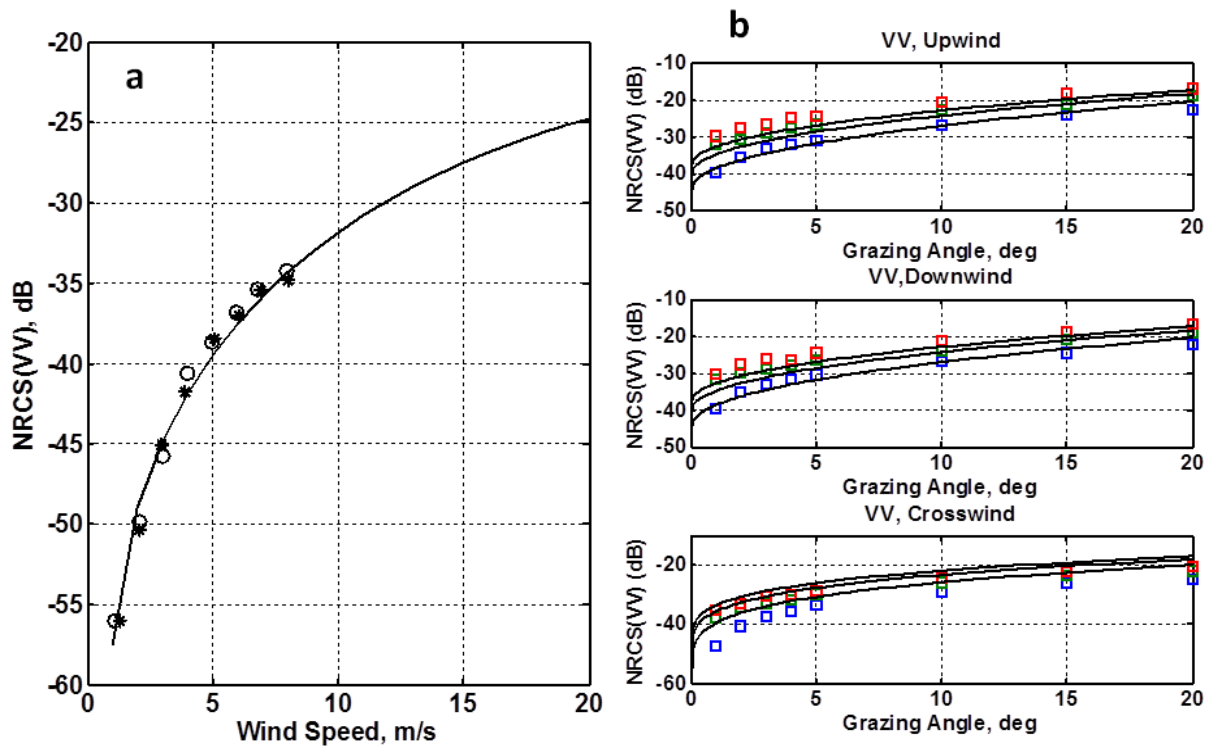 a
NRCS(VV), dB
-20
-25
-30
-35
-40
-45
-50
-55
-60
0 5 10 15 20
Wind Speed, m/s
b
VV, Upwind
NRCS(VV) (dB)
-10
-20
-30
-40
-50
0 5 10 15 20
Grazing Angle, deg
VV,Downwind
NRCS(VV) (dB)
-10
-20
-30
-40
-50
0 5 10 15 20
Grazing Angle, deg
VV, Crosswind
NRCS(VV) (dB)
-20
-40
-60
0 5 10 15 20
Grazing Angle, deg